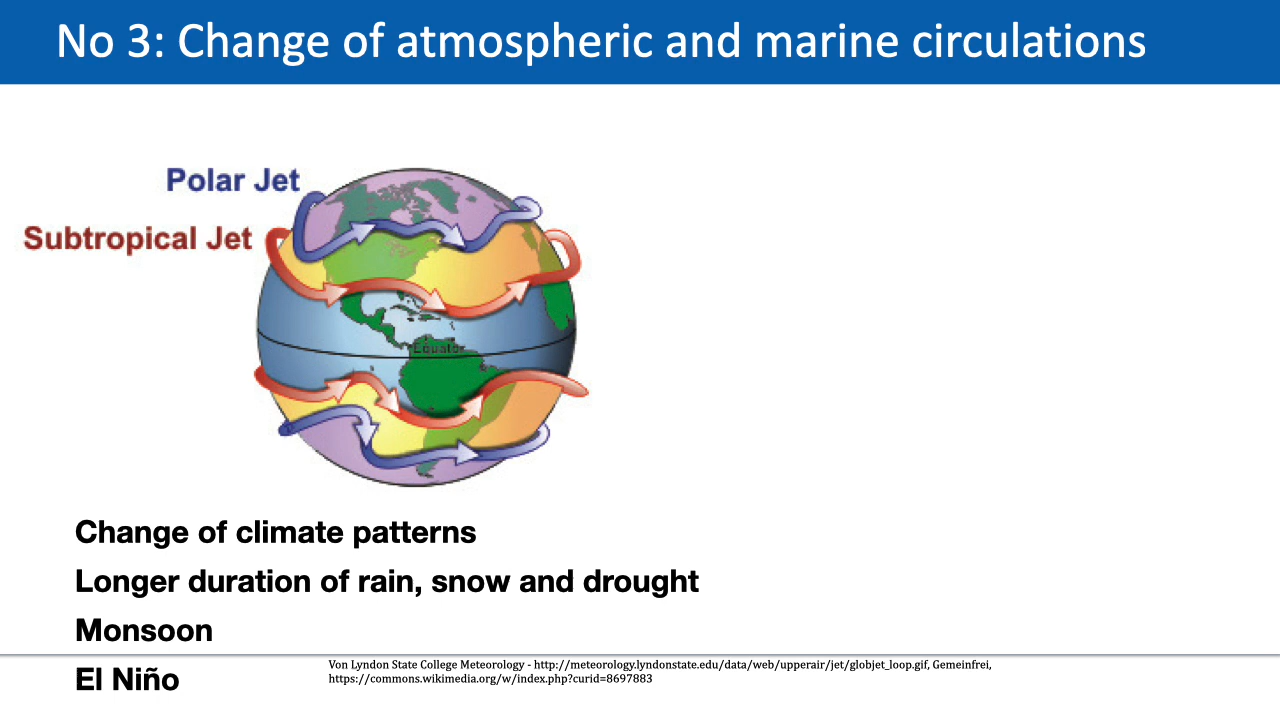 No 3: Change of atmospheric and marine circulations
Polar Jet
Subtropical Jet
Equator
Change of climate patterns
Longer duration of rain, snow and drought
Monsoon
El Niño
Von Lyndon State College Meteorology - http://meteorology.lyndonstate.edu/data/web/upperair/jet/globjet_loop.gif, Gemeinfrei,
https://commons.wikimedia.org/w/index.php?curid=8697883